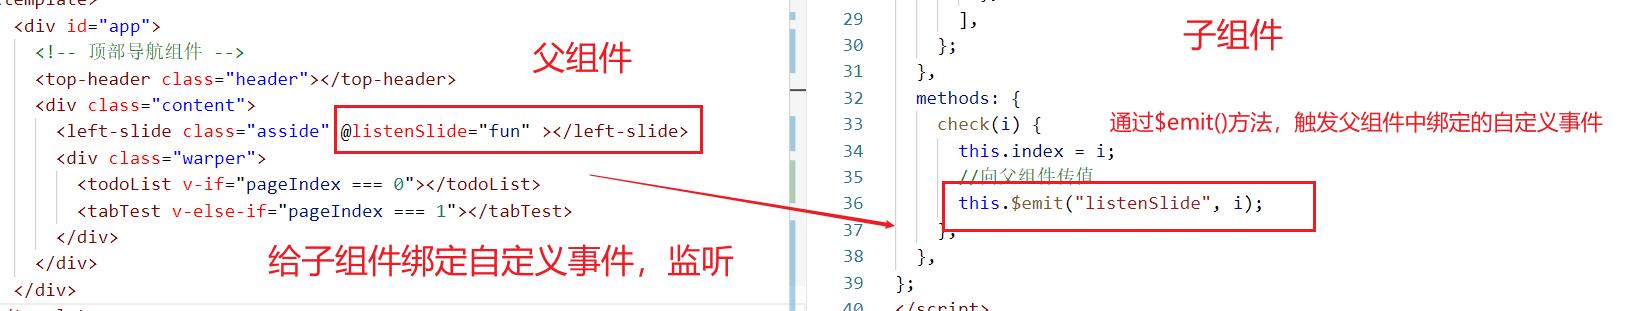 <div id="app">
<!-- 顶部导航组件 -->
<top-header class="header"></top-header>
<div class="content">
<left-slide class="asside" @listenSlide="fun" ></left-slide>
<div class="warper">
<todoList v-if="pageIndex === 0"></todoList>
<tabTest v-else-if="pageIndex === 1"></tabTest>
</div>
</div>
</div>
父组件
给子组件绑定自定义事件，监听
29 ],
30 };
31 },
32 methods: {
33 check(i) {
34 this.index = i;
35 //向父组件传值
36 this.$emit("listenSlide", i);
37 },
38 },
39 };
40 </script>
子组件
通过$emit()方法，触发父组件中绑定的自定义事件